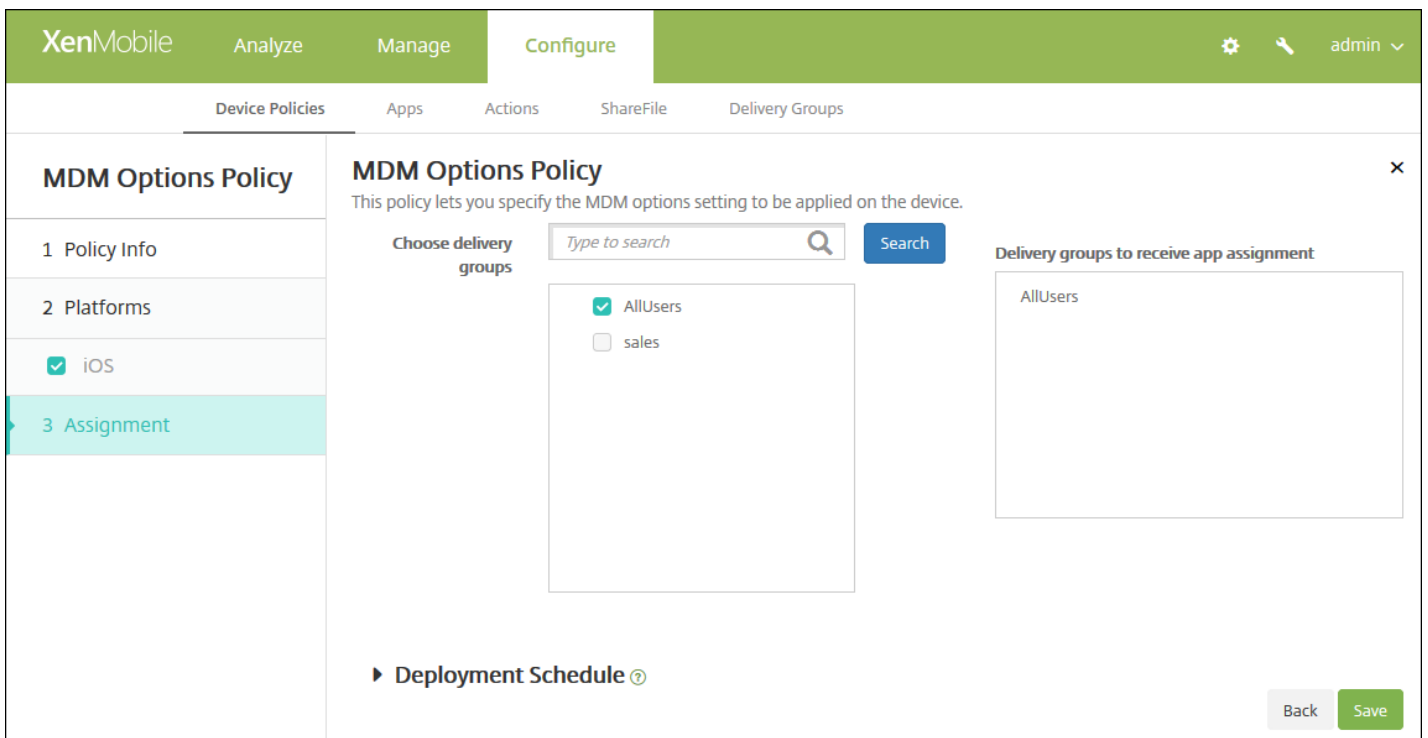 XenMobile Analyze Manage Configure admin
Device Policies Apps Actions ShareFile Delivery Groups
MDM Options Policy
1 Policy Info
2 Platforms
iOS
3 Assignment
MDM Options Policy
This policy lets you specify the MDM options setting to be applied on the device.
Choose delivery
groups
Type to search
Search
AllUsers
sales
Delivery groups to receive app assignment
AllUsers
Deployment Schedule ?
Back Save